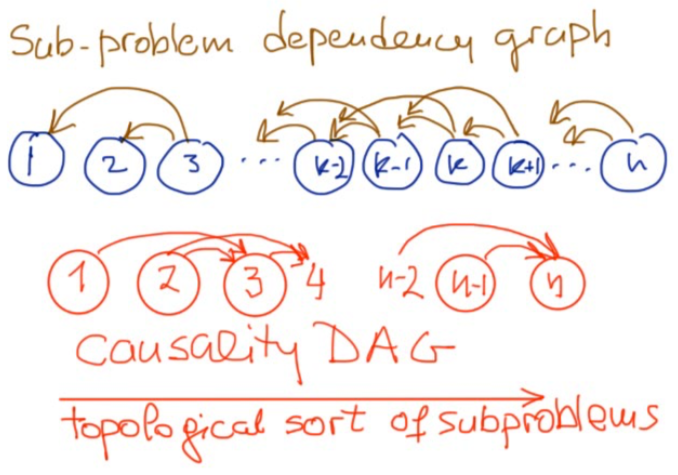 Sub-problem dependency graph
1 2 3 ... k-2 k-1 k k+1 ... n
1 2 3 4 n-2 n-1 n
Causality DAG
topological sort of subproblems